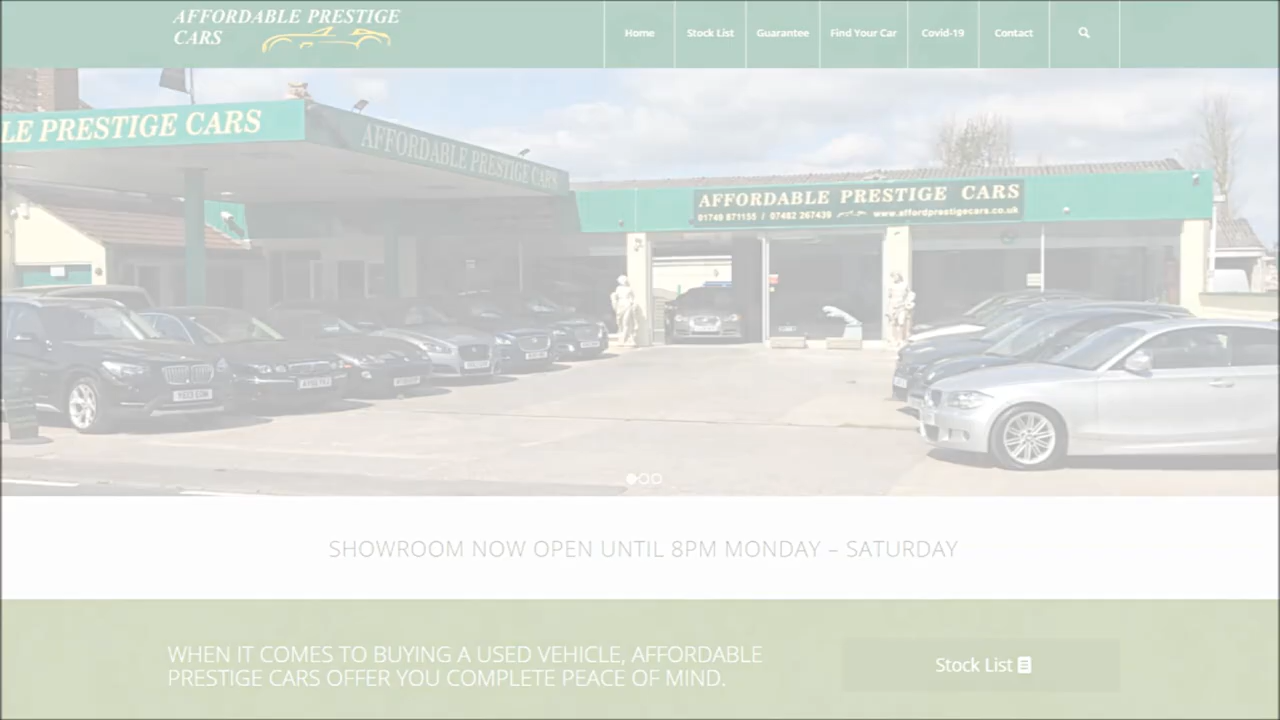 AFFORDABLE PRESTIGE
CARS
Home
Stock List
Guarantee
Find Your Car
Covid-19
Contact
LE PRESTIGE CARS
AFFORDABLE PRESTIGE CARS
AFFORDABLE PRESTIGE CARS
01749 871155 / 07482 267439 www.affordprestigecars.co.uk
SHOWROOM NOW OPEN UNTIL 8PM MONDAY – SATURDAY
WHEN IT COMES TO BUYING A USED VEHICLE, AFFORDABLE
PRESTIGE CARS OFFER YOU COMPLETE PEACE OF MIND.
Stock List